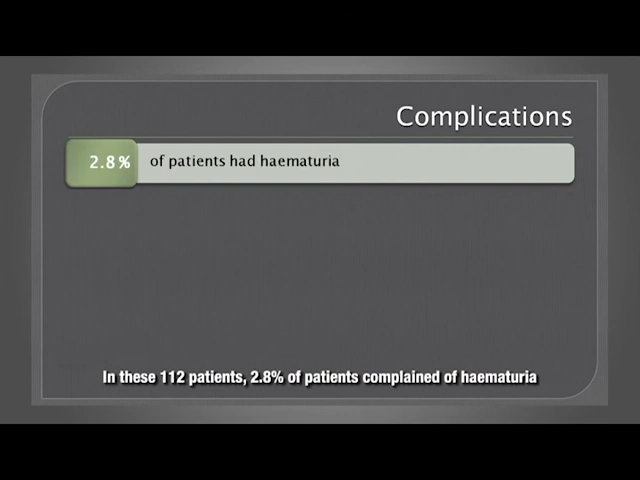 Complications
2.8% of patients had haematuria
In these 112 patients, 2.8% of patients complained of haematuria